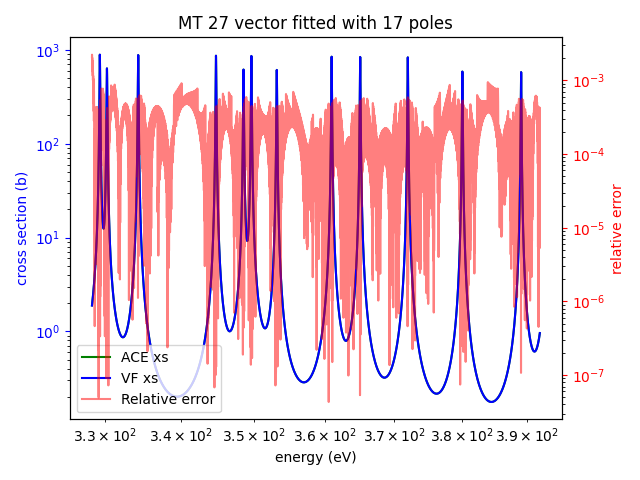 MT 27 vector fitted with 17 poles
cross section (b)
10³
10²
10¹
10⁰
10⁻³
10⁻⁴
10⁻⁵
10⁻⁶
10⁻⁷
relative error
ACE xs
VF xs
Relative error
3.3 × 10² 3.4 × 10² 3.5 × 10² 3.6 × 10² 3.7 × 10² 3.8 × 10² 3.9 × 10²
energy (eV)